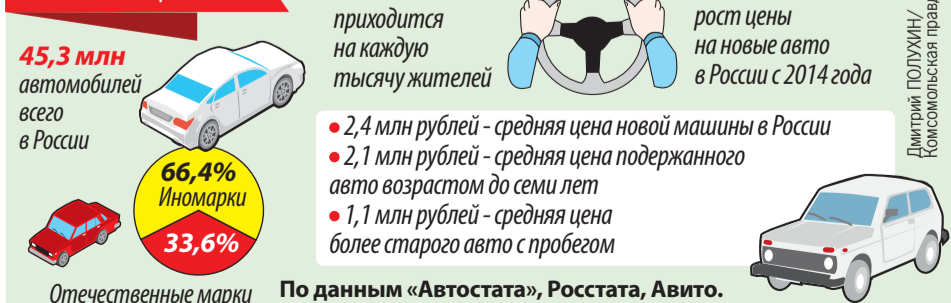 45,3 млн
автомобилей
всего
в России
приходится
на каждую
тысячу жителей
рост цены
на новые авто
в России с 2014 года
66,4%
Иномарки
33,6%
Отечественные марки
• 2,4 млн рублей - средняя цена новой машины в России
• 2,1 млн рублей - средняя цена подержанного
авто возрастом до семи лет
• 1,1 млн рублей - средняя цена
более старого авто с пробегом
По данным «Автостата», Росстата, Авито.
Дмитрий ПОЛУХИН/
Комсомольская правд